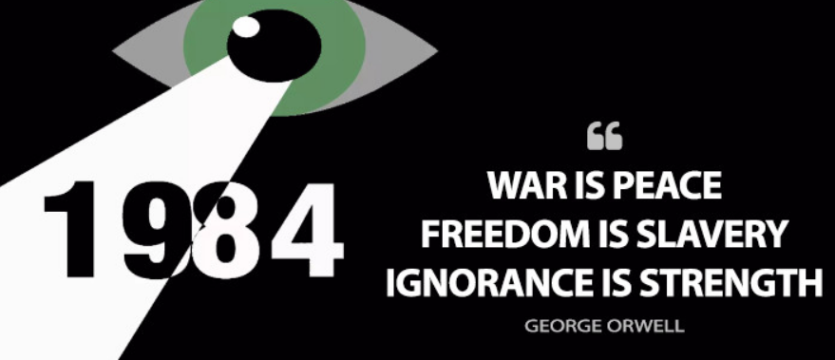 1984
“
WAR IS PEACE
FREEDOM IS SLAVERY
IGNORANCE IS STRENGTH
GEORGE ORWELL